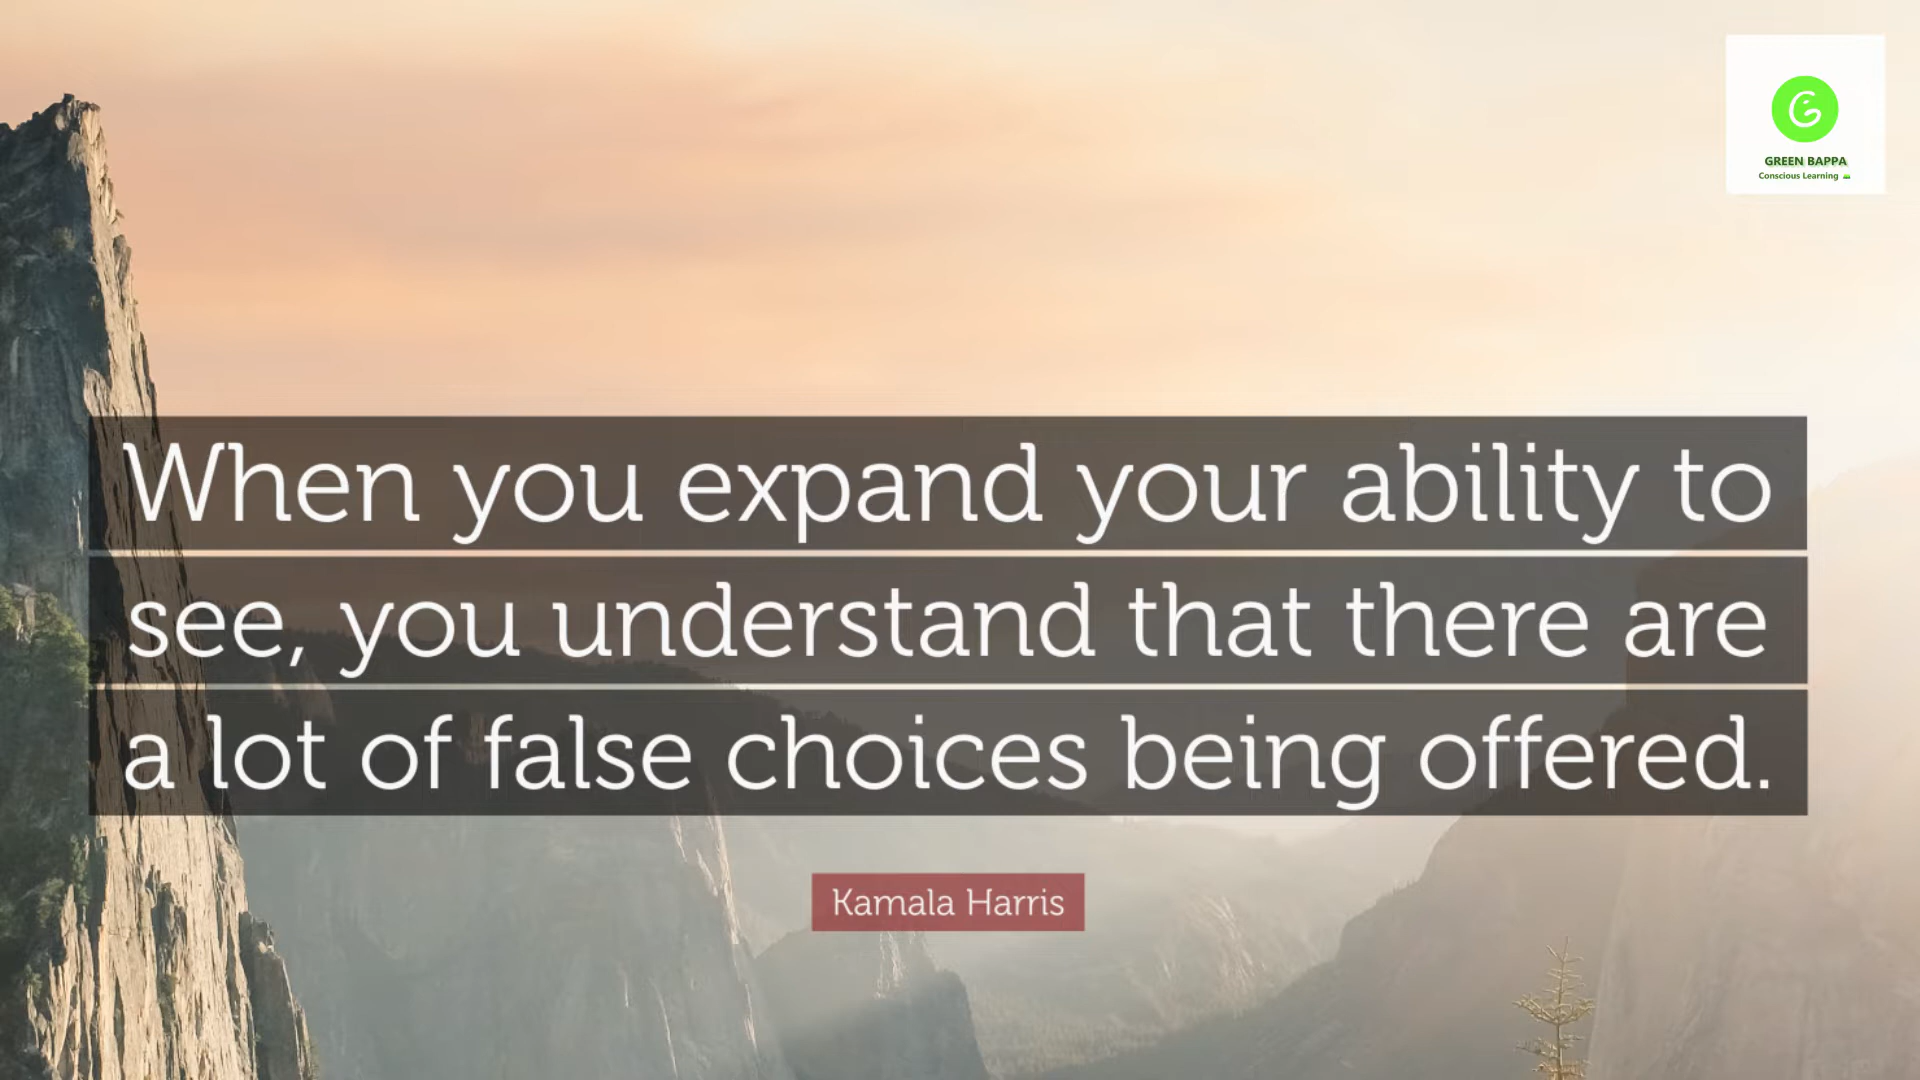 GREEN BAPPA
Conscious Learning
When you expand your ability to
see, you understand that there are
a lot of false choices being offered.
Kamala Harris